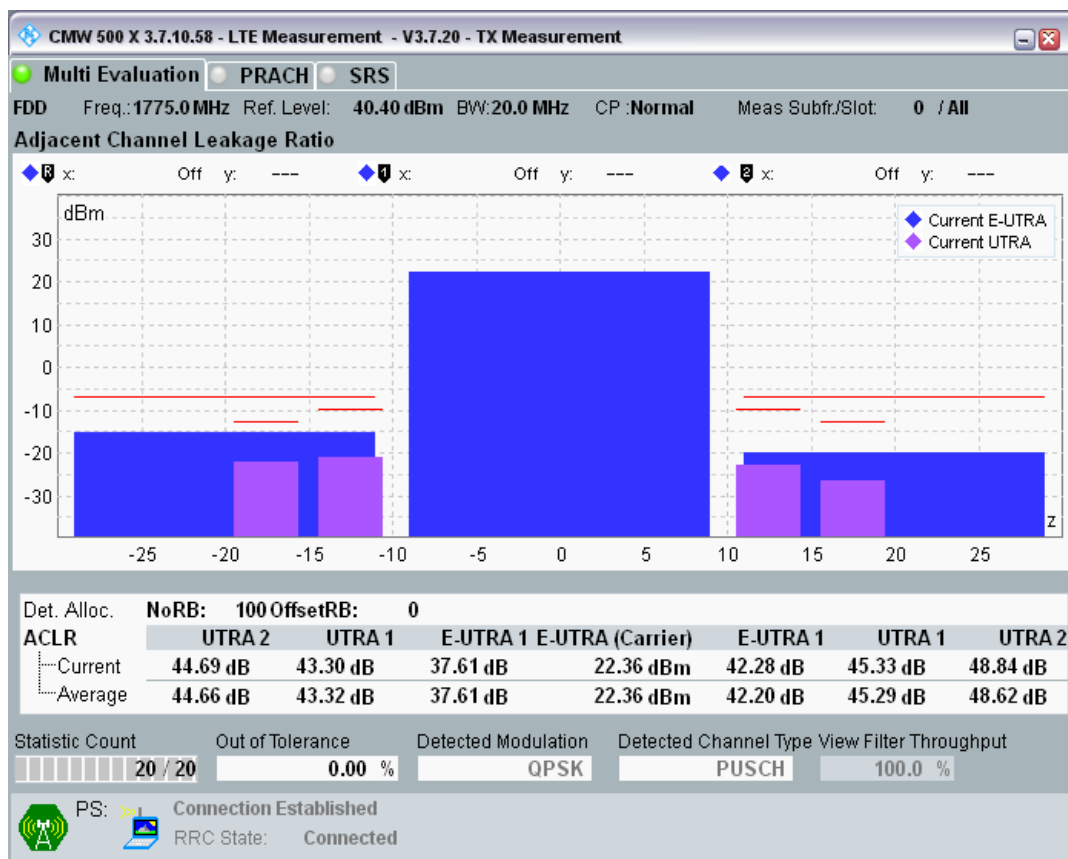 CMW 500 X 3.7.10.58 - LTE Measurement - V3.7.20 - TX Measurement
Multi Evaluation PRACH SRS
FDD Freq.: 1775.0 MHz Ref. Level: 40.40 dBm BW: 20.0 MHz CP : Normal Meas Subfr./Slot: 0 / All
Adjacent Channel Leakage Ratio
R x: Off y: --- 1 x: Off y: --- 2 x: Off y: ---
dBm
Current E-UTRA
Current UTRA
30
20
10
0
-10
-20
-30
z
-25 -20 -15 -10 -5 0 5 10 15 20 25
Det. Alloc. NoRB: 100 OffsetRB: 0
ACLR UTRA 2 UTRA 1 E-UTRA 1 E-UTRA (Carrier) E-UTRA 1 UTRA 1 UTRA 2
Current 44.69 dB 43.30 dB 37.61 dB 22.36 dBm 42.28 dB 45.33 dB 48.84 dB
Average 44.66 dB 43.32 dB 37.61 dB 22.36 dBm 42.20 dB 45.29 dB 48.62 dB
Statistic Count Out of Tolerance Detected Modulation Detected Channel Type View Filter Throughput
20 / 20 0.00 % QPSK PUSCH 100.0 %
PS: Connection Established
RRC State: Connected